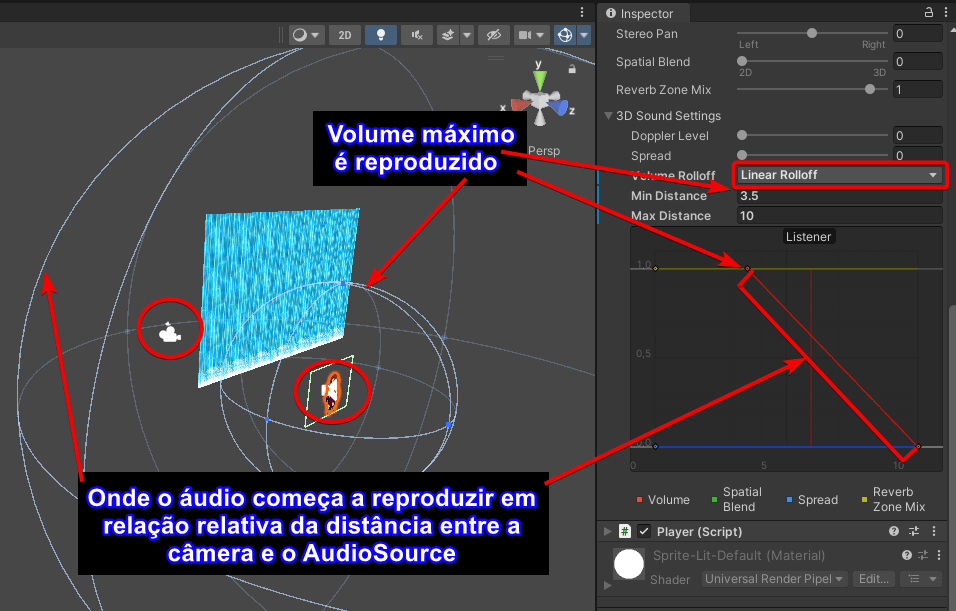 Inspector
2D
Stereo Pan
0
Left
Right
Spatial Blend
0
2D
3D
Reverb Zone Mix
1
3D Sound Settings
Doppler Level
0
Spread
0
Volume Rolloff
Linear Rolloff
Min Distance
3.5
Max Distance
10
y
x
z
Persp
Volume máximo
é reproduzido
Listener
1,0
0,5
0,0
0
5
10
Volume
Spatial
Blend
Spread
Reverb
Zone Mix
Onde o áudio começa a reproduzir em
relação relativa da distância entre a
câmera e o AudioSource
#
Player (Script)
Sprite-Lit-Default (Material)
Shader
Universal Render Pipel
Edit...